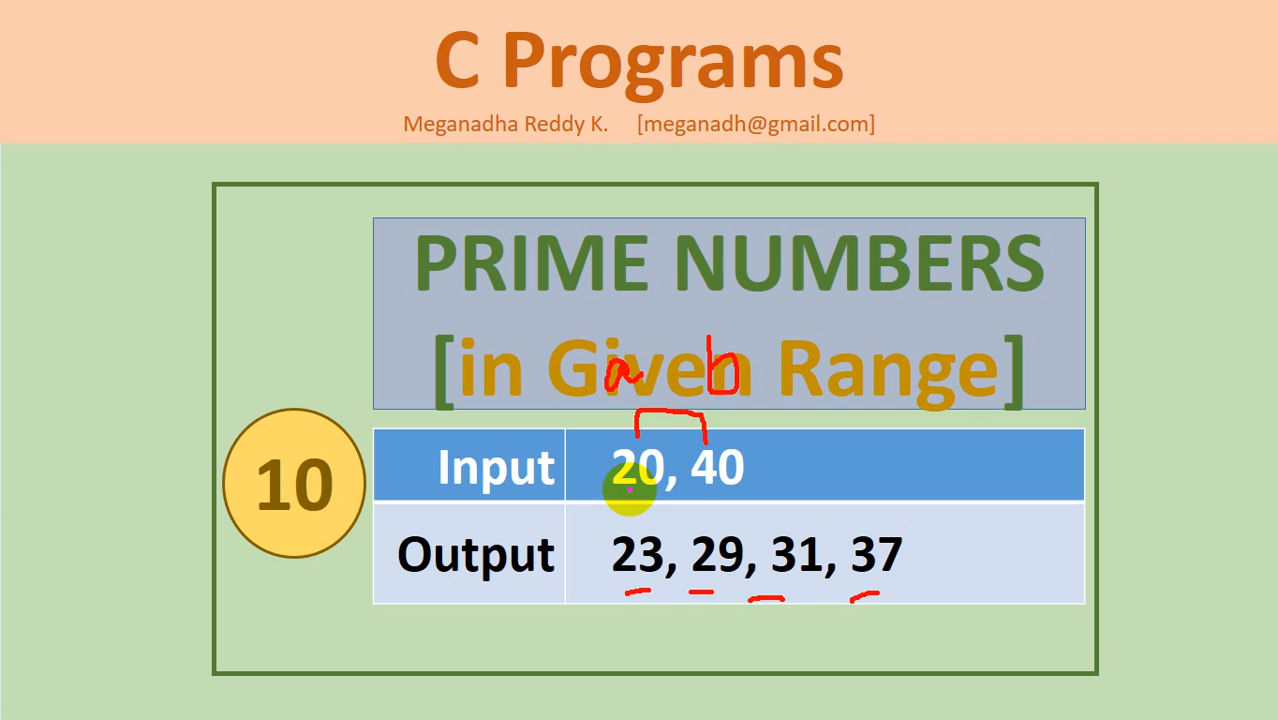 C Programs
Meganadha Reddy K. [meganadh@gmail.com]
PRIME NUMBERS
[in Given Range]
a b
10
Input 20, 40
Output 23, 29, 31, 37